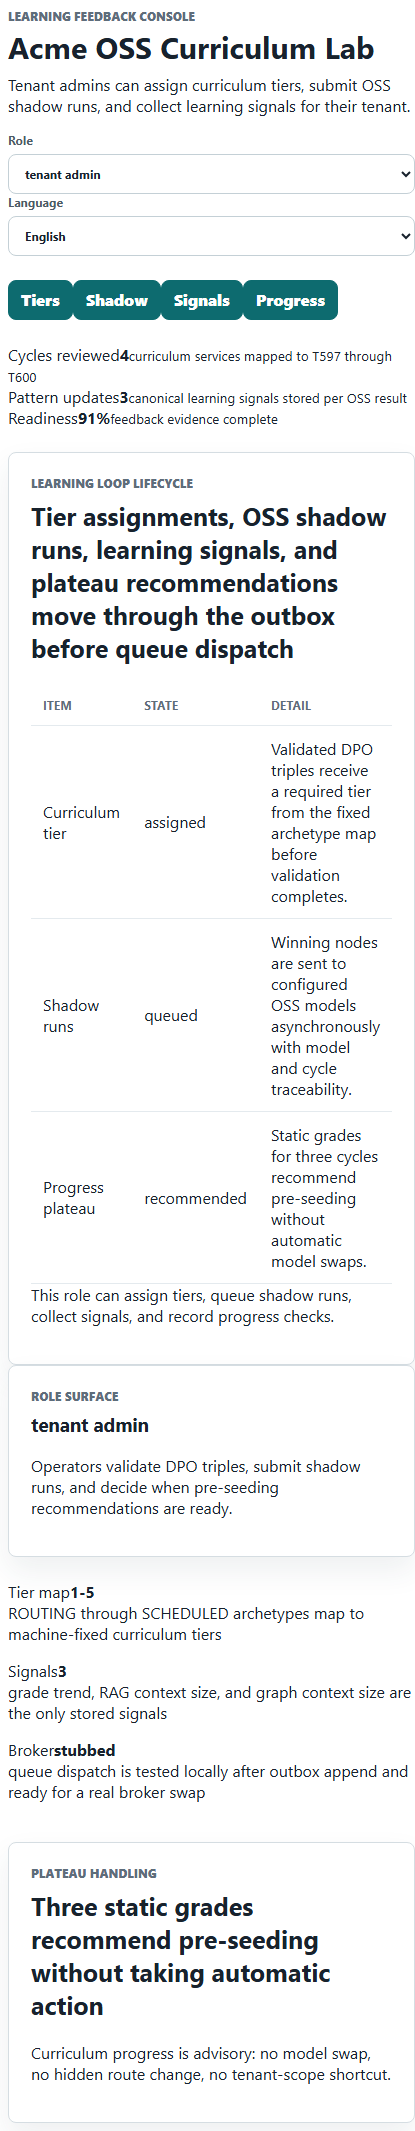 LEARNING FEEDBACK CONSOLE
Acme OSS Curriculum Lab
Tenant admins can assign curriculum tiers, submit OSS
shadow runs, and collect learning signals for their tenant.
Role
tenant admin
Language
English
Tiers Shadow Signals Progress
Cycles reviewed4curriculum services mapped to T597 through
T600
Pattern updates3canonical learning signals stored per OSS result
Readiness91%feedback evidence complete
LEARNING LOOP LIFECYCLE
Tier assignments, OSS shadow
runs, learning signals, and
plateau recommendations
move through the outbox
before queue dispatch
ITEM STATE DETAIL
Curriculum
tier
assigned
Validated DPO
triples receive
a required tier
from the fixed
archetype map
before
validation
completes.
Shadow
runs
queued
Winning nodes
are sent to
configured
OSS models
asynchronously
with model
and cycle
traceability.
Progress
plateau
recommended
Static grades
for three cycles
recommend
pre-seeding
without
automatic
model swaps.
This role can assign tiers, queue shadow runs,
collect signals, and record progress checks.
ROLE SURFACE
tenant admin
Operators validate DPO triples, submit shadow
runs, and decide when pre-seeding
recommendations are ready.
Tier map1-5
ROUTING through SCHEDULED archetypes map to
machine-fixed curriculum tiers
Signals3
grade trend, RAG context size, and graph context size are
the only stored signals
Brokerstubbed
queue dispatch is tested locally after outbox append and
ready for a real broker swap
PLATEAU HANDLING
Three static grades
recommend pre-seeding
without taking automatic
action
Curriculum progress is advisory: no model swap,
no hidden route change, no tenant-scope shortcut.